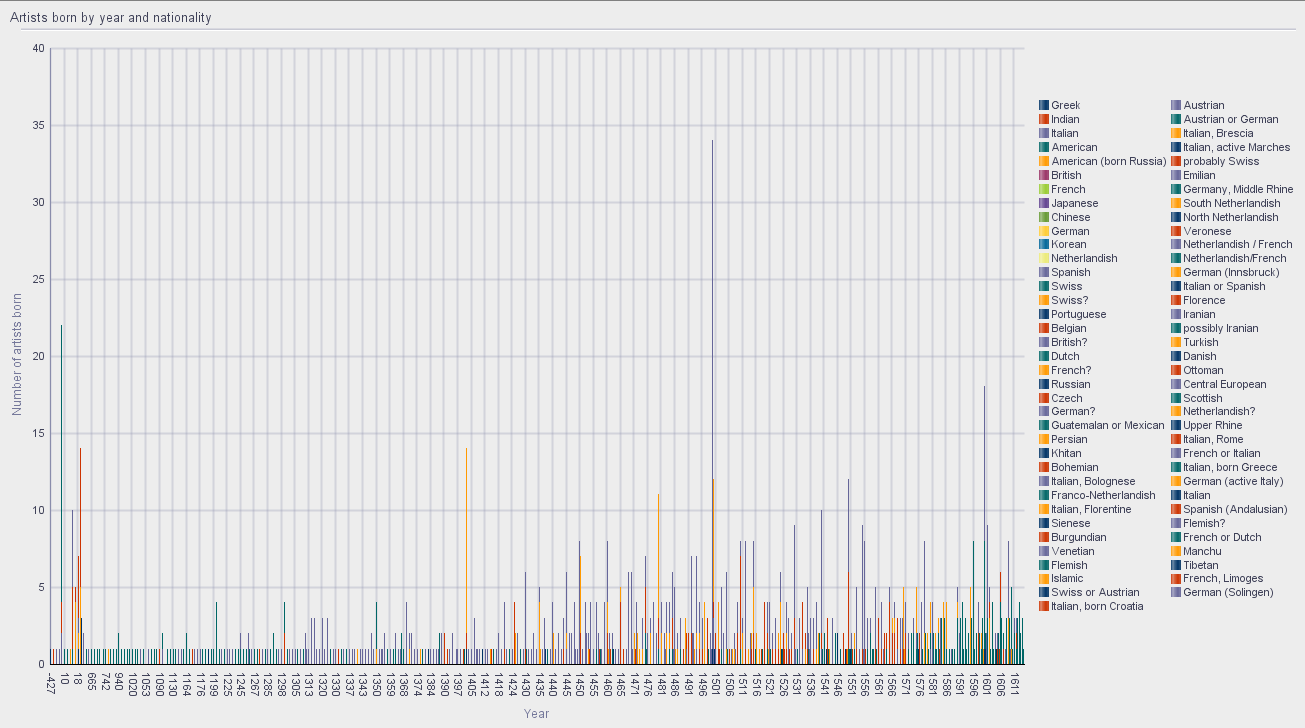 Artists born by year and nationality
40
35
30
25
20
15
10
5
0
Number of artists born
-427 10 18 665 742 940 1020 1053 1091 1130 1164 1176 1199 1225 1245 1267 1285 1298 1305 1313 1320 1330 1337 1343 1350 1360 1368 1374 1384 1390 1397 1405 1412 1418 1424 1430 1435 1440 1445 1450 1455 1460 1465 1471 1476 1481 1486 1491 1496 1501 1506 1511 1516 1521 1526 1531 1536 1541 1546 1551 1556 1561 1566 1571 1576 1581 1586 1591 1596 1601 1606 1611
Year
Greek
Indian
Italian
American
American (born Russia)
British
French
Japanese
Chinese
German
Korean
Netherlandish
Spanish
Swiss
Swiss?
Portuguese
Belgian
British?
Dutch
French?
Russian
Czech
German?
Guatemalan or Mexican
Persian
Khitan
Bohemian
Italian, Bolognese
Franco-Netherlandish
Italian, Florentine
Sienese
Burgundian
Venetian
Flemish
Islamic
Swiss or Austrian
Italian, born Croatia
Austrian
Austrian or German
Italian, Brescia
Italian, active Marches
probably Swiss
Emilian
Germany, Middle Rhine
South Netherlandish
North Netherlandish
Veronese
Netherlandish / French
Netherlandish/French
German (Innsbruck)
Italian or Spanish
Florence
Iranian
possibly Iranian
Turkish
Danish
Ottoman
Central European
Scottish
Netherlandish?
Upper Rhine
Italian, Rome
French or Italian
Italian, born Greece
German (active Italy)
Italian
Spanish (Andalusian)
Flemish?
French or Dutch
Manchu
Tibetan
French, Limoges
German (Solingen)